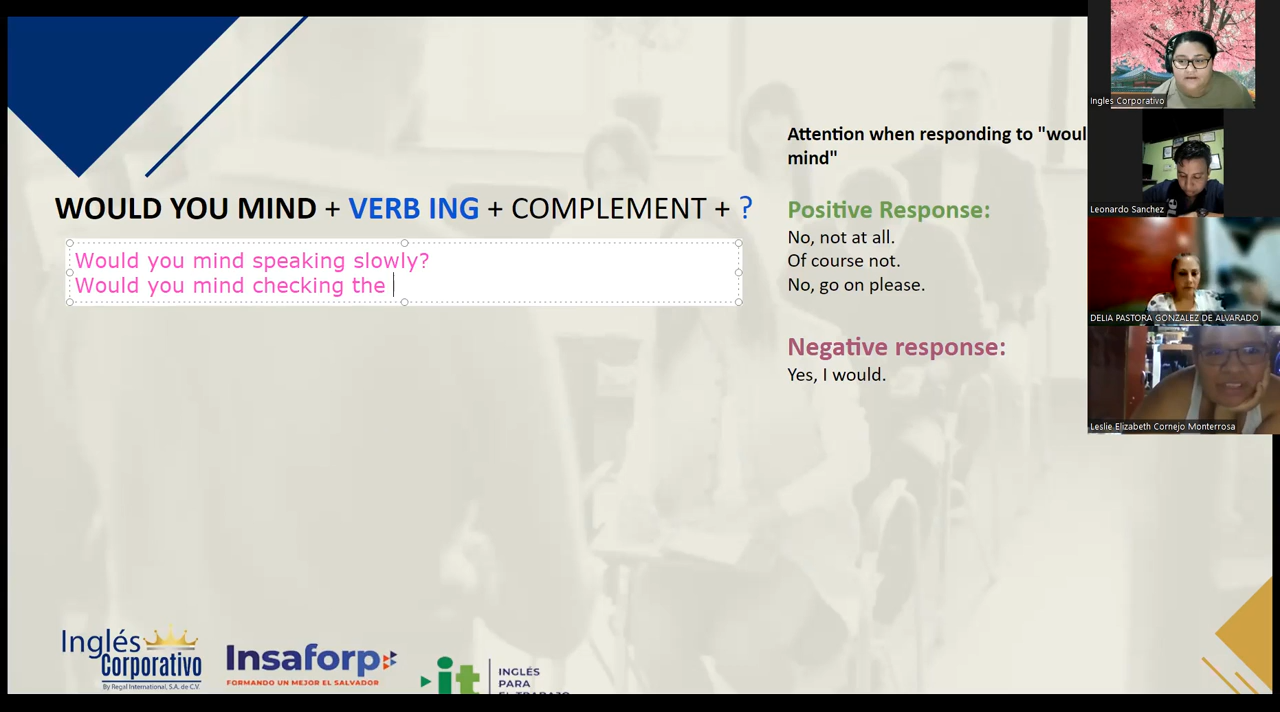 WOULD YOU MIND + VERB ING + COMPLEMENT + ?
Would you mind speaking slowly?
Would you mind checking the
Attention when responding to "woul
mind"
Positive Response:
No, not at all.
Of course not.
No, go on please.
Negative response:
Yes, I would.
Ingles Corporativo
Leonardo Sanchez
DELIA PASTORA GONZALEZ DE ALVARADO
Leslie Elizabeth Cornejo Monterrosa
Inglés
Corporativo
By Regal International, S.A. de C.V.
Insaforp
FORMANDO UN MEJOR EL SALVADOR
it
INGLÉS
PARA
EL TRABAJO